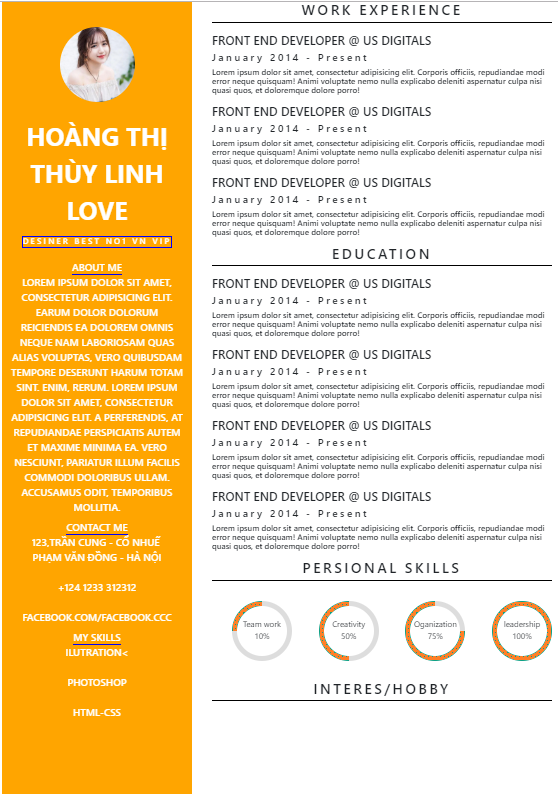 HOÀNG THỊ
THÙY LINH
LOVE
DESINER BEST NO1 VN VIP
ABOUT ME
LOREM IPSUM DOLOR SIT AMET,
CONSECTETUR ADIPISICING ELIT.
EARUM DOLOR DOLORUM
REICIENDIS EA DOLOREM OMNIS
NEQUE NAM LABORIOSAM QUAS
ALIAS VOLUPTAS, VERO QUIBUSDAM
TEMPORE DESERUNT HARUM TOTAM
SINT. ENIM, RERUM. LOREM IPSUM
DOLOR SIT AMET, CONSECTETUR
ADIPISICING ELIT. A PERFERENDIS, AT
REPUDIANDAE PERSPICIATIS AUTEM
ET MAXIME MINIMA EA. VERO
NESCIUNT, PARIATUR ILLUM FACILIS
COMMODI DOLORIBUS ULLAM.
ACCUSAMUS ODIT, TEMPORIBUS
MOLLITIA.
CONTACT ME
123,TRẦN CUNG - CỔ NHUẾ
PHẠM VĂN ĐỒNG - HÀ NỘI
+124 1233 312312
FACEBOOK.COM/FACEBOOK.CCC
MY SKILLS
ILUTRATION<
PHOTOSHOP
HTML-CSS
WORK EXPERIENCE
FRONT END DEVELOPER @ US DIGITALS
January 2014 - Present
Lorem ipsum dolor sit amet, consectetur adipisicing elit. Corporis officiis, repudiandae modi
error neque quisquam! Animi voluptate nemo nulla explicabo deleniti aspernatur culpa nisi
quasi quos, et doloremque dolore porro!
FRONT END DEVELOPER @ US DIGITALS
January 2014 - Present
Lorem ipsum dolor sit amet, consectetur adipisicing elit. Corporis officiis, repudiandae modi
error neque quisquam! Animi voluptate nemo nulla explicabo deleniti aspernatur culpa nisi
quasi quos, et doloremque dolore porro!
FRONT END DEVELOPER @ US DIGITALS
January 2014 - Present
Lorem ipsum dolor sit amet, consectetur adipisicing elit. Corporis officiis, repudiandae modi
error neque quisquam! Animi voluptate nemo nulla explicabo deleniti aspernatur culpa nisi
quasi quos, et doloremque dolore porro!
EDUCATION
FRONT END DEVELOPER @ US DIGITALS
January 2014 - Present
Lorem ipsum dolor sit amet, consectetur adipisicing elit. Corporis officiis, repudiandae modi
error neque quisquam! Animi voluptate nemo nulla explicabo deleniti aspernatur culpa nisi
quasi quos, et doloremque dolore porro!
FRONT END DEVELOPER @ US DIGITALS
January 2014 - Present
Lorem ipsum dolor sit amet, consectetur adipisicing elit. Corporis officiis, repudiandae modi
error neque quisquam! Animi voluptate nemo nulla explicabo deleniti aspernatur culpa nisi
quasi quos, et doloremque dolore porro!
FRONT END DEVELOPER @ US DIGITALS
January 2014 - Present
Lorem ipsum dolor sit amet, consectetur adipisicing elit. Corporis officiis, repudiandae modi
error neque quisquam! Animi voluptate nemo nulla explicabo deleniti aspernatur culpa nisi
quasi quos, et doloremque dolore porro!
FRONT END DEVELOPER @ US DIGITALS
January 2014 - Present
Lorem ipsum dolor sit amet, consectetur adipisicing elit. Corporis officiis, repudiandae modi
error neque quisquam! Animi voluptate nemo nulla explicabo deleniti aspernatur culpa nisi
quasi quos, et doloremque dolore porro!
PERSIONAL SKILLS
Team work
10%
Creativity
50%
Oganization
75%
leadership
100%
INTERES/HOBBY